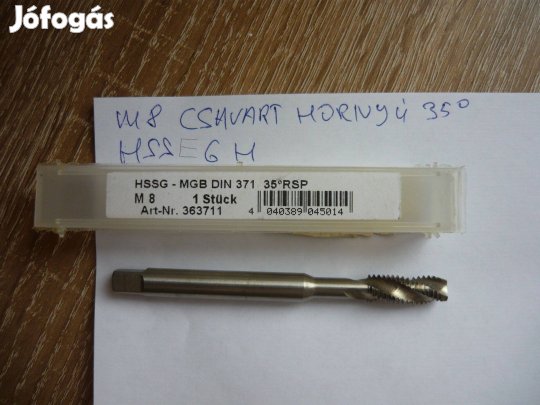 Jófogás
M8 CSAVART HORNYÚ 35°
HSSE 6H
HSSG - MGB DIN 371 35°RSP
M 8 1 Stück
Art-Nr. 363711 4 040389 045014